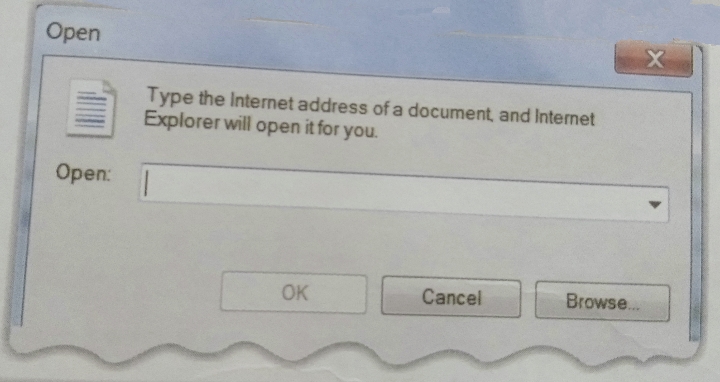 Open
X
Type the Internet address of a document, and Internet
Explorer will open it for you.
Open:
OK Cancel Browse...